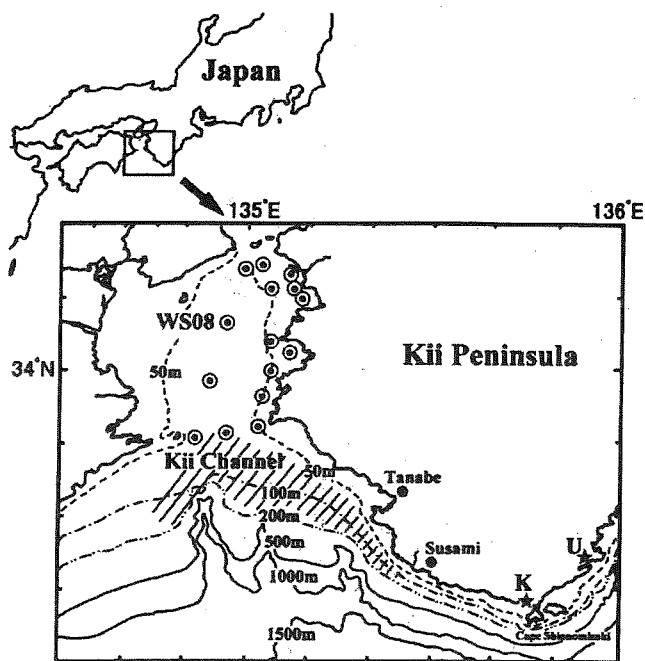 Japan
135°E
136°E
WS08
34°N
Kii Peninsula
50m
Kii Channel
50m
Tanabe
100m
200m
500m
Susami
U
1000m
K
Cape Shionomisaki
1500m